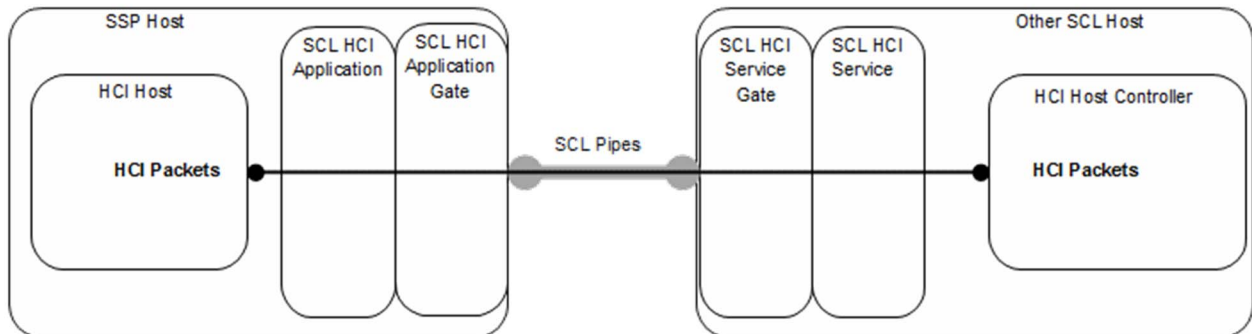 SSP Host
Other SCL Host
SCL HCI
Application
SCL HCI
Application
Gate
SCL HCI
Service
Gate
SCL HCI
Service
HCI Host
HCI Host Controller
SCL Pipes
HCI Packets
HCI Packets